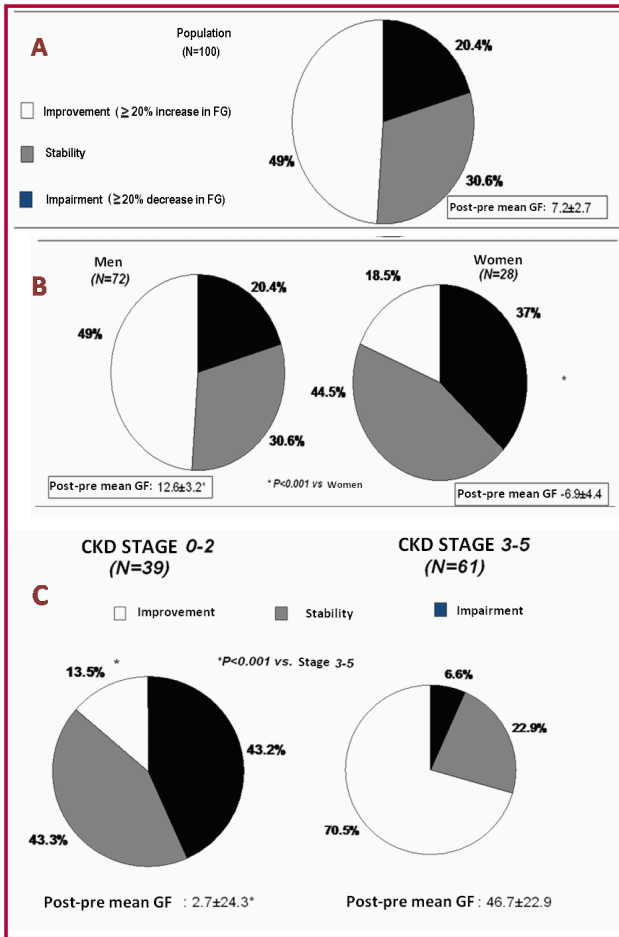 A
Population
(N=100)
20.4%
Improvement (≥ 20% increase in FG)
Stability
49%
30.6%
Impairment (≥20% decrease in FG)
Post-pre mean GF: 7.2±2.7
B
Men
(N=72)
20.4%
49%
30.6%
Post-pre mean GF: 12.6±3.2*
* P<0.001 vs Women
Women
(N=28)
18.5%
37%
44.5%
*
Post-pre mean GF -6.9±4.4
CKD STAGE 0-2
(N=39)
CKD STAGE 3-5
(N=61)
C
Improvement
Stability
Impairment
*P<0.001 vs. Stage 3-5
13.5% *
43.2%
43.3%
6.6%
22.9%
70.5%
Post-pre mean GF : 2.7±24.3*
Post-pre mean GF : 46.7±22.9